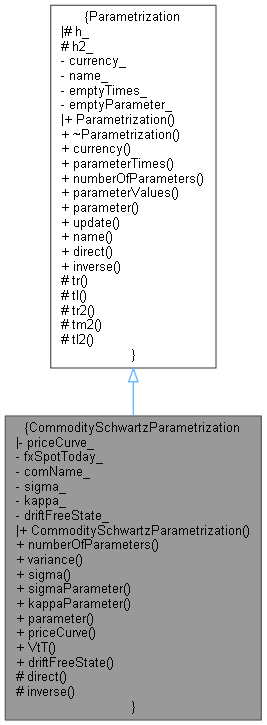 {Parametrization
|# h_
# h2_
- currency_
- name_
- emptyTimes_
- emptyParameter_
|+ Parametrization()
+ ~Parametrization()
+ currency()
+ parameterTimes()
+ numberOfParameters()
+ parameterValues()
+ parameter()
+ update()
+ name()
+ direct()
+ inverse()
# tr()
# tl()
# tr2()
# tm2()
# tl2()
}
{CommoditySchwartzParametrization
|- priceCurve_
- fxSpotToday_
- comName_
- sigma_
- kappa_
- driftFreeState_
|+ CommoditySchwartzParametrization()
+ numberOfParameters()
+ variance()
+ sigma()
+ sigmaParameter()
+ kappaParameter()
+ parameter()
+ priceCurve()
+ VtT()
+ driftFreeState()
# direct()
# inverse()
}